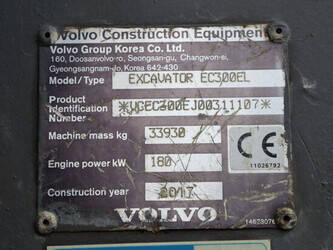 Volvo Construction Equipment
Volvo Group Korea Co. Ltd.
160, Doosanvolvo-ro, Seongsan-gu, Changwon-si,
Gyeongsangnam-do, Korea 642-430
Model / Type EXCAVATOR EC300EL
Product Identification Number *VCEC300EJ00311107*
Machine mass kg 33930
Engine power kW 180
CE
11026792
Construction year 2017
VOLVO